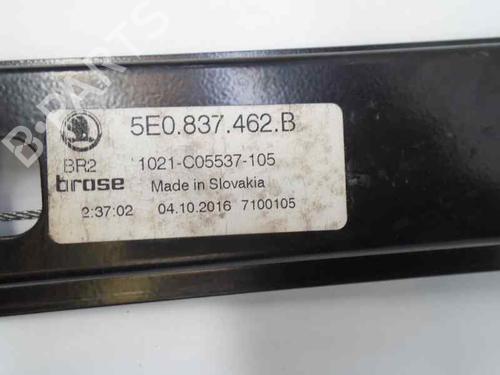 5E0.837.462.B
BR2 1021-C05537-105
brose Made in Slovakia
2:37:02 04.10.2016 7100105
B-PARTS